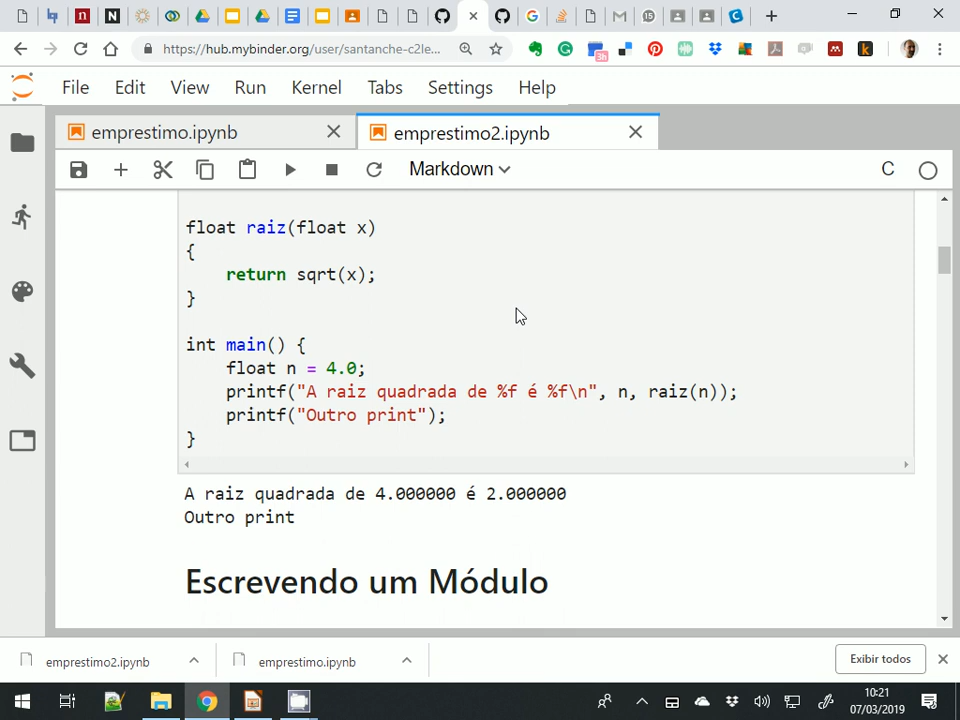 https://hub.mybinder.org/user/santanche-c2le...
File Edit View Run Kernel Tabs Settings Help
emprestimo.ipynb
emprestimo2.ipynb
Markdown
C
float raiz(float x)
{
    return sqrt(x);
}
int main() {
    float n = 4.0;
    printf("A raiz quadrada de %f é %f\n", n, raiz(n));
    printf("Outro print");
}
A raiz quadrada de 4.000000 é 2.000000
Outro print
Escrevendo um Módulo
emprestimo2.ipynb
emprestimo.ipynb
Exibir todos
10:21
07/03/2019